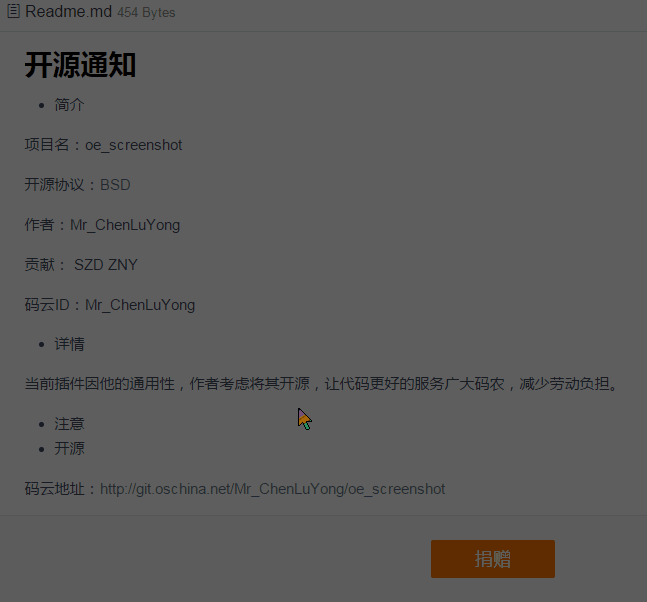 Readme.md 454 Bytes
开源通知
简介
项目名：oe_screenshot
开源协议：BSD
作者：Mr_ChenLuYong
贡献： SZD ZNY
码云ID：Mr_ChenLuYong
详情
当前插件因他的通用性，作者考虑将其开源，让代码更好的服务广大码农，减少劳动负担。
注意
开源
码云地址：http://git.oschina.net/Mr_ChenLuYong/oe_screenshot
捐赠